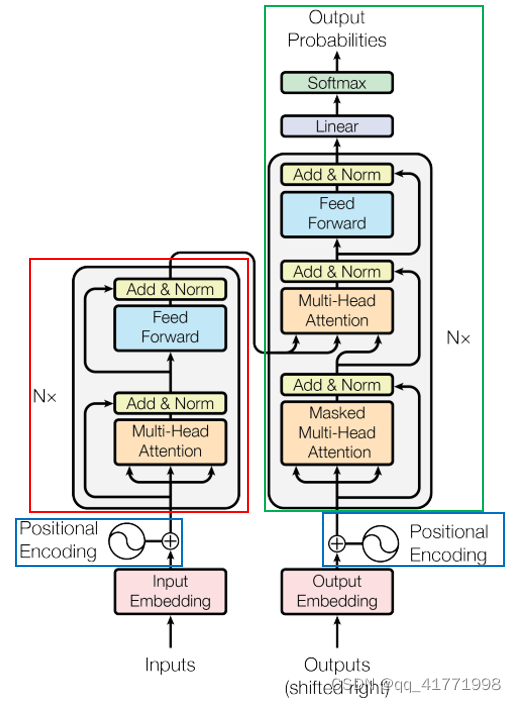 Output
Probabilities
Softmax
Linear
Add & Norm
Feed
Forward
Add & Norm
Multi-Head
Attention
N×
Add & Norm
Masked
Multi-Head
Attention
Add & Norm
Feed
Forward
N×
Add & Norm
Multi-Head
Attention
Positional
Encoding
Positional
Encoding
Input
Embedding
Output
Embedding
Inputs
Outputs
(shifted right)
CSDN @qq_41771998